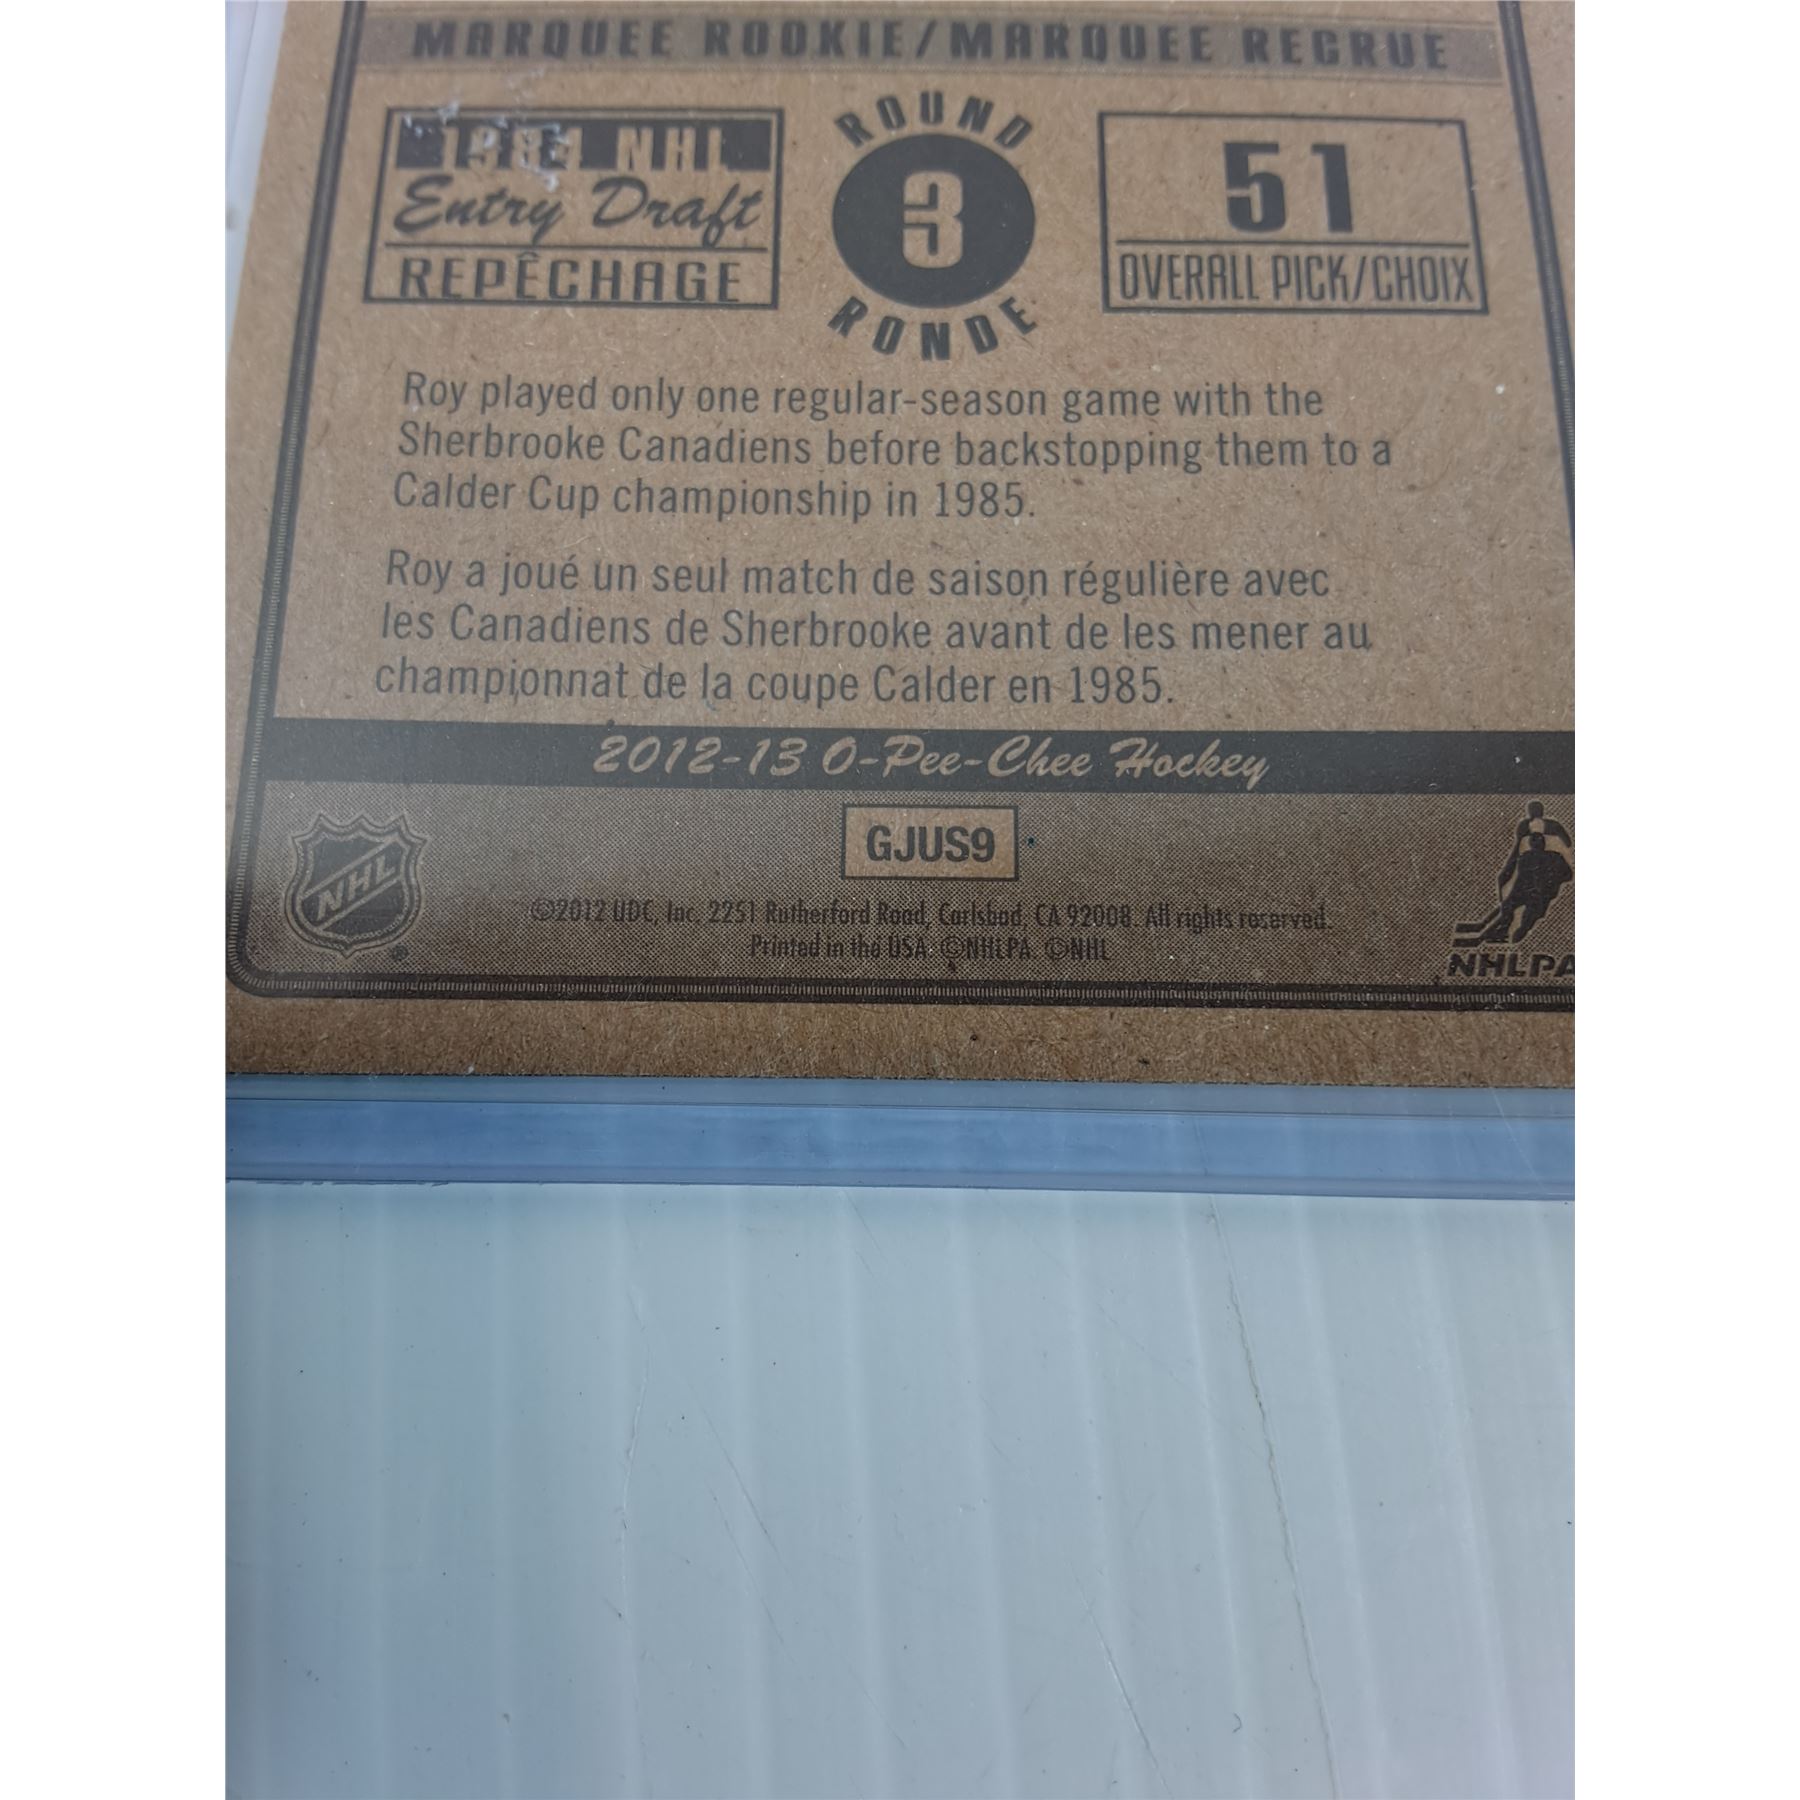 MARQUEE ROOKIE/MARQUEE RECRUE
1984 NHL
Entry Draft
REPÊCHAGE
ROUND
3
RONDE
51
OVERALL PICK/CHOIX
Roy played only one regular-season game with the
Sherbrooke Canadiens before backstopping them to a
Calder Cup championship in 1985.
Roy a joué un seul match de saison régulière avec
les Canadiens de Sherbrooke avant de les mener au
championnat de la coupe Calder en 1985.
2012-13 O-Pee-Chee Hockey
GJUS9
NHL
®
©2012 UDC, Inc. 2251 Rutherford Road, Carlsbad, CA 92008. All rights reserved.
Printed in the USA. ©NHLPA. ©NHL
NHLPA